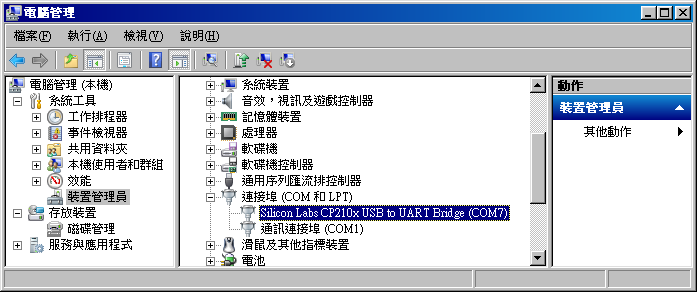 電腦管理
檔案(F) 執行(A) 檢視(V) 說明(H)
電腦管理 (本機)
系統工具
工作排程器
事件檢視器
共用資料夾
本機使用者和群組
效能
裝置管理員
存放裝置
磁碟管理
服務與應用程式
系統裝置
音效，視訊及遊戲控制器
記憶體裝置
處理器
軟碟機
軟碟機控制器
通用序列匯流排控制器
連接埠 (COM 和 LPT)
Silicon Labs CP210x USB to UART Bridge (COM7)
通訊連接埠 (COM1)
滑鼠及其他指標裝置
電池
動作
裝置管理員
其他動作